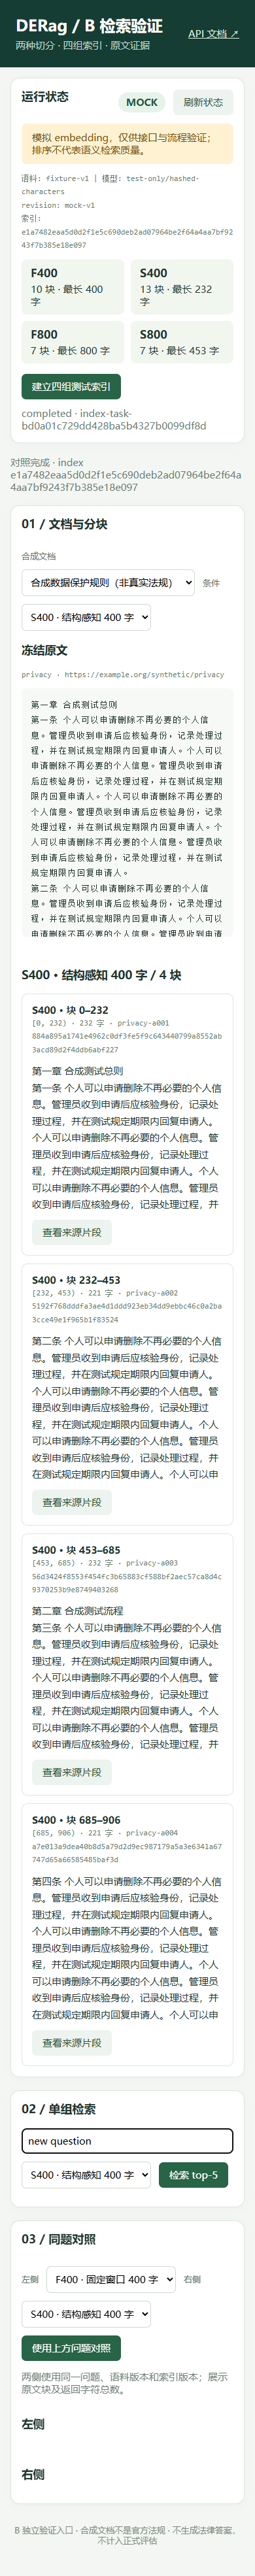 DERag / B 检索验证
两种切分 · 四组索引 · 原文证据
API 文档 ↗
运行状态
MOCK
刷新状态
模拟 embedding，仅供接口与流程验证；
排序不代表语义检索质量。
语料: fixture-v1 | 模型: test-only/hashed-
characters
revision: mock-v1
索引:
e1a7482eaa5d0d2f1e5c690deb2ad07964be2f64a4aa7bf92
43f7b385e18e097
F400
10 块 · 最长 400
字
S400
13 块 · 最长 232
字
F800
7 块 · 最长 800 字
S800
7 块 · 最长 453 字
建立四组测试索引
completed · index-task-
bd0a01c729dd428ba5b4327b0099df8d
对照完成 · index
e1a7482eaa5d0d2f1e5c690deb2ad07964be2f64a
4aa7bf9243f7b385e18e097
01 / 文档与分块
合成文档
合成数据保护规则（非真实法规）
条件
S400 · 结构感知 400 字
冻结原文
privacy · https://example.org/synthetic/privacy
第一章 合成测试总则
第一条 个人可以申请删除不再必要的个人信
息。管理员收到申请后应核验身份，记录处理过
程，并在测试规定期限内回复申请人。个人可以申
请删除不再必要的个人信息。管理员收到申请
后应核验身份，记录处理过程，并在测试规定期
限内回复申请人。个人可以申请删除不再必要的
个人信息。管理员收到申请后应核验身份，记录
处理过程，并在测试规定期限内回复申请人。个
人可以申请删除不再必要的个人信息。管理员收
到申请后应核验身份，记录处理过程，并在测试
规定期限内回复申请人。
第二条 个人可以申请删除不再必要的个人信
息。管理员收到申请后应核验身份，记录处理过
程，并在测试规定期限内回复申请人。个人可以
申请删除不再必要的个人信息。管理员收到申请
S400 · 结构感知 400 字 / 4 块
S400 · 块 0–232
[0, 232) · 232 字 · privacy-a001
884a895a1741e4962c0df3fe5f9c643440799a8552ab
3acd89d2f4ddb6abf227
第一章 合成测试总则
第一条 个人可以申请删除不再必要的个人信
息。管理员收到申请后应核验身份，记录处
理过程，并在测试规定期限内回复申请人。
个人可以申请删除不再必要的个人信息。管
理员收到申请后应核验身份，记录处理过
程，并在测试规定期限内回复申请人。个人
可以申请删除不再必要的个人信息。管理员
收到申请后应核验身份，记录处理过程，并
查看来源片段
S400 · 块 232–453
[232, 453) · 221 字 · privacy-a002
5192f768dddfa3ae4d1ddd923eb34dd9ebbc46c0a2ba
3cce49e1f965b1f83524
第二条 个人可以申请删除不再必要的个人信
息。管理员收到申请后应核验身份，记录处
理过程，并在测试规定期限内回复申请人。
个人可以申请删除不再必要的个人信息。管
理员收到申请后应核验身份，记录处理过
程，并在测试规定期限内回复申请人。个人
可以申请删除不再必要的个人信息。管理员
收到申请后应核验身份，记录处理过程，并
在测试规定期限内回复申请人。个人可以申
查看来源片段
S400 · 块 453–685
[453, 685) · 232 字 · privacy-a003
56d3424f8553f454fc3b65883cf588bf2aec57ca8d4c
9370253b9e8749403268
第二章 合成测试流程
第三条 个人可以申请删除不再必要的个人信
息。管理员收到申请后应核验身份，记录处
理过程，并在测试规定期限内回复申请人。
个人可以申请删除不再必要的个人信息。管
理员收到申请后应核验身份，记录处理过
程，并在测试规定期限内回复申请人。个人
可以申请删除不再必要的个人信息。管理员
收到申请后应核验身份，记录处理过程，并
查看来源片段
S400 · 块 685–906
[685, 906) · 221 字 · privacy-a004
a7e013a9dea40b8d5a79d2d9ec987179a5a3e6341a67
747d65a66585485baf3d
第四条 个人可以申请删除不再必要的个人信
息。管理员收到申请后应核验身份，记录处
理过程，并在测试规定期限内回复申请人。
个人可以申请删除不再必要的个人信息。管
理员收到申请后应核验身份，记录处理过
程，并在测试规定期限内回复申请人。个人
可以申请删除不再必要的个人信息。管理员
收到申请后应核验身份，记录处理过程，并
在测试规定期限内回复申请人。个人可以申
查看来源片段
02 / 单组检索
new question
S400 · 结构感知 400 字
检索 top-5
03 / 同题对照
左侧
F400 · 固定窗口 400 字
右侧
S400 · 结构感知 400 字
使用上方问题对照
两侧使用同一问题、语料版本和索引版本；展示
原文块及返回字符总数。
左侧
右侧
B 独立验证入口 · 合成文档不是官方法规 · 不生成法律答案，
不计入正式评估